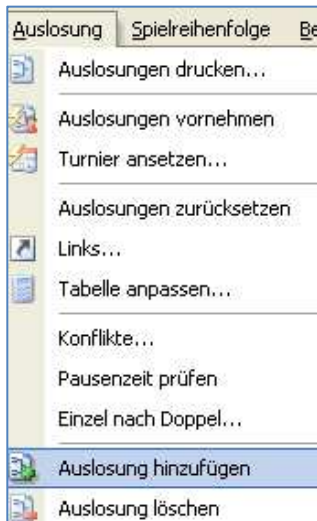 Auslosung Spielreihenfolge Be
Auslosungen drucken...
Auslosungen vornehmen
Turnier ansetzen...
Auslosungen zurücksetzen
Links...
Tabelle anpassen...
Konflikte...
Pausenzeit prüfen
Einzel nach Doppel...
Auslosung hinzufügen
Auslosung löschen